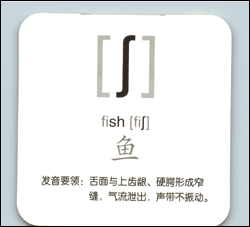 [ʃ]
fish [fiʃ]
鱼
发音要领：舌面与上齿龈、硬腭形成窄
缝，气流泄出，声带不振动。